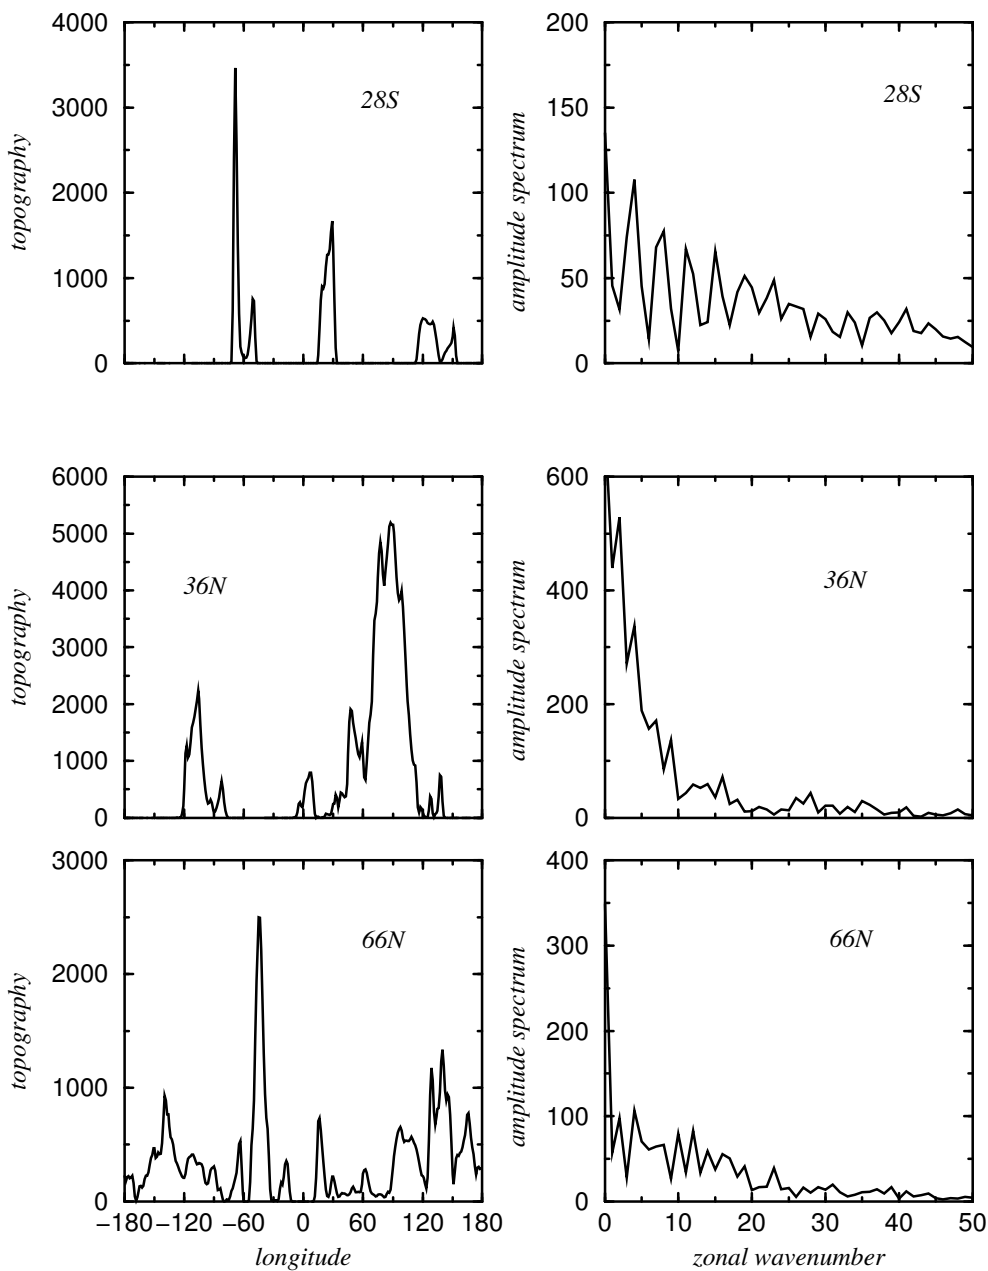 4000
3000
2000
1000
0
topography
28S
200
150
100
50
0
amplitude spectrum
28S
6000
5000
4000
3000
2000
1000
0
topography
36N
600
400
200
0
amplitude spectrum
36N
3000
2000
1000
0
topography
66N
−180 −120 −60 0 60 120 180
longitude
400
300
200
100
0
amplitude spectrum
66N
0 10 20 30 40 50
zonal wavenumber